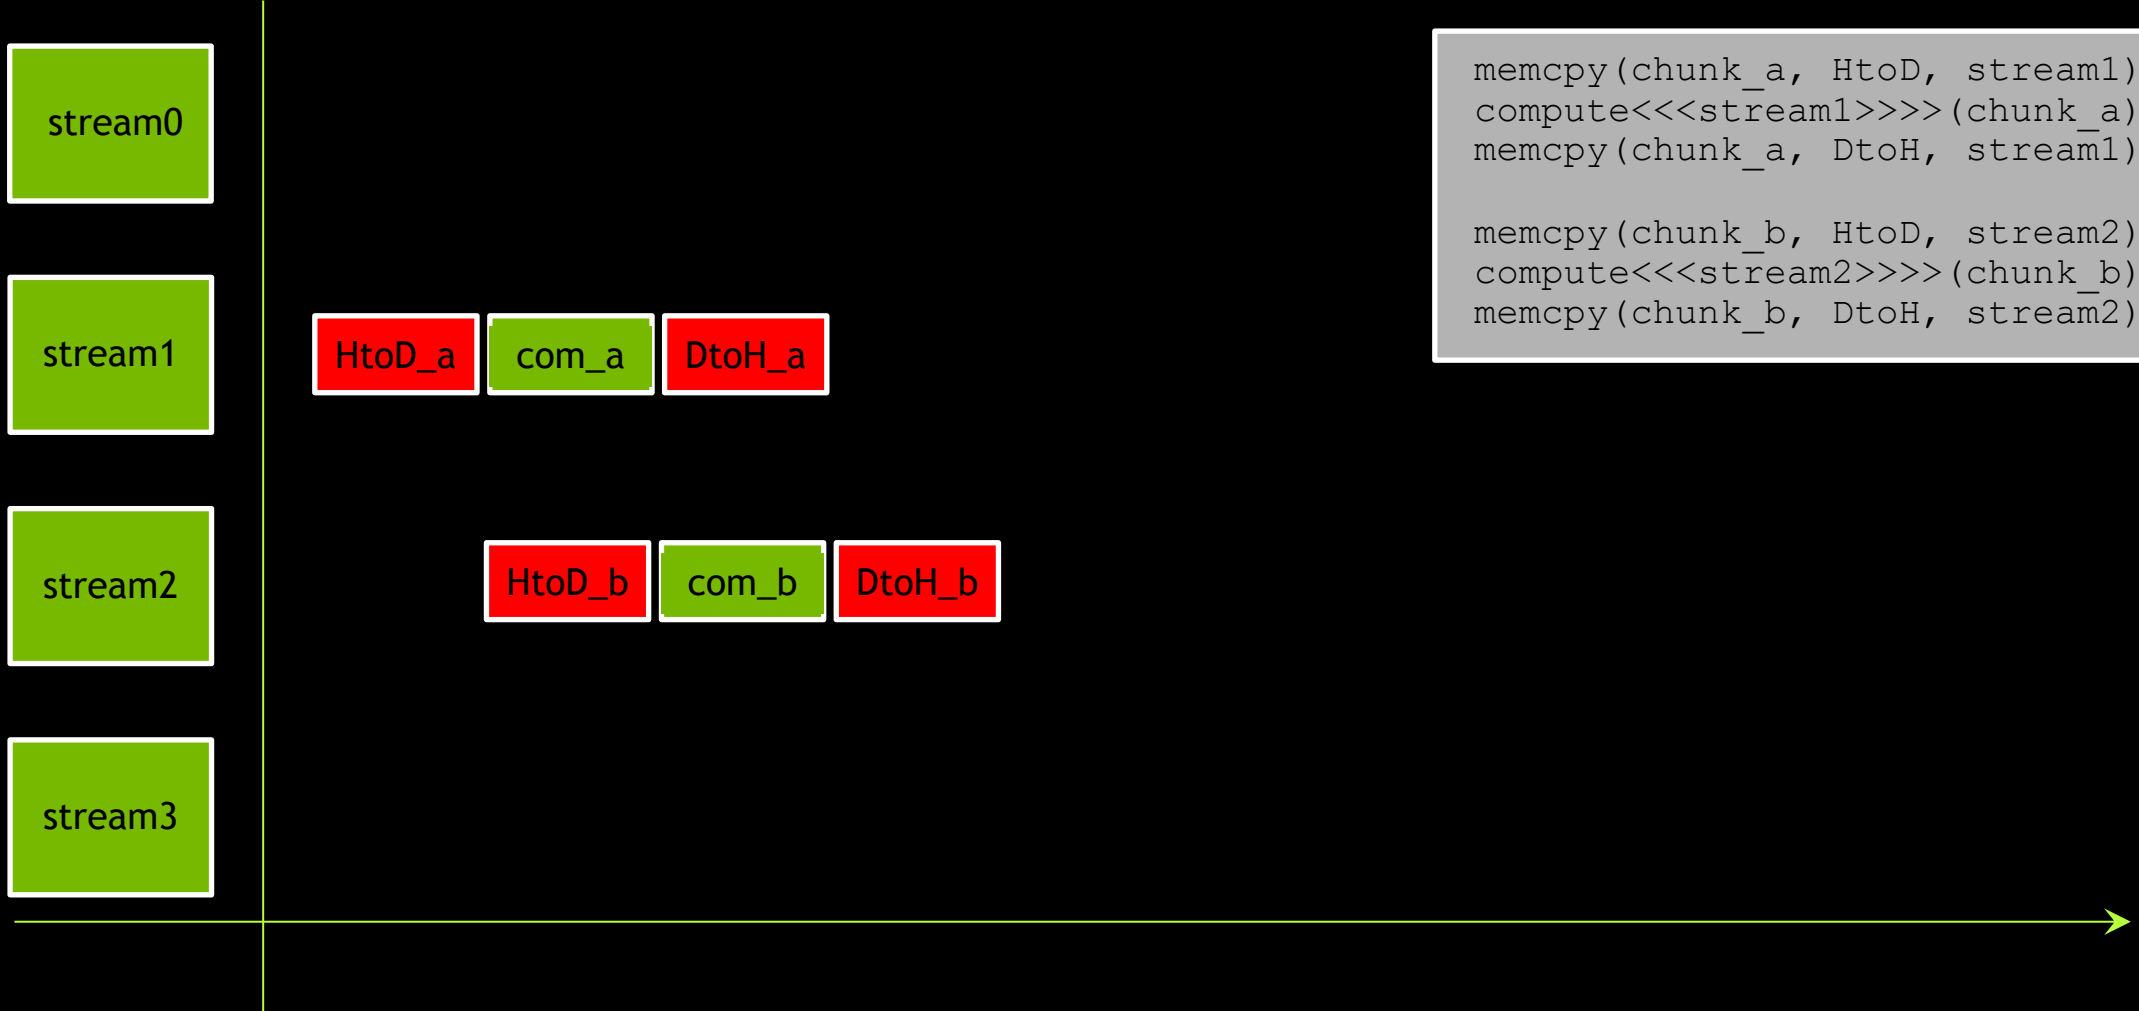 stream0
stream1
stream2
stream3
HtoD_a com_a DtoH_a
HtoD_b com_b DtoH_b
memcpy(chunk_a, HtoD, stream1)
compute<<<stream1>>>>(chunk_a)
memcpy(chunk_a, DtoH, stream1)
memcpy(chunk_b, HtoD, stream2)
compute<<<stream2>>>>(chunk_b)
memcpy(chunk_b, DtoH, stream2)